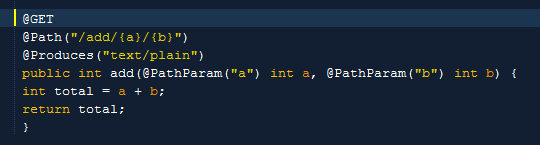 @GET
@Path("/add/{a}/{b}")
@Produces("text/plain")
public int add(@PathParam("a") int a, @PathParam("b") int b) {
int total = a + b;
return total;
}